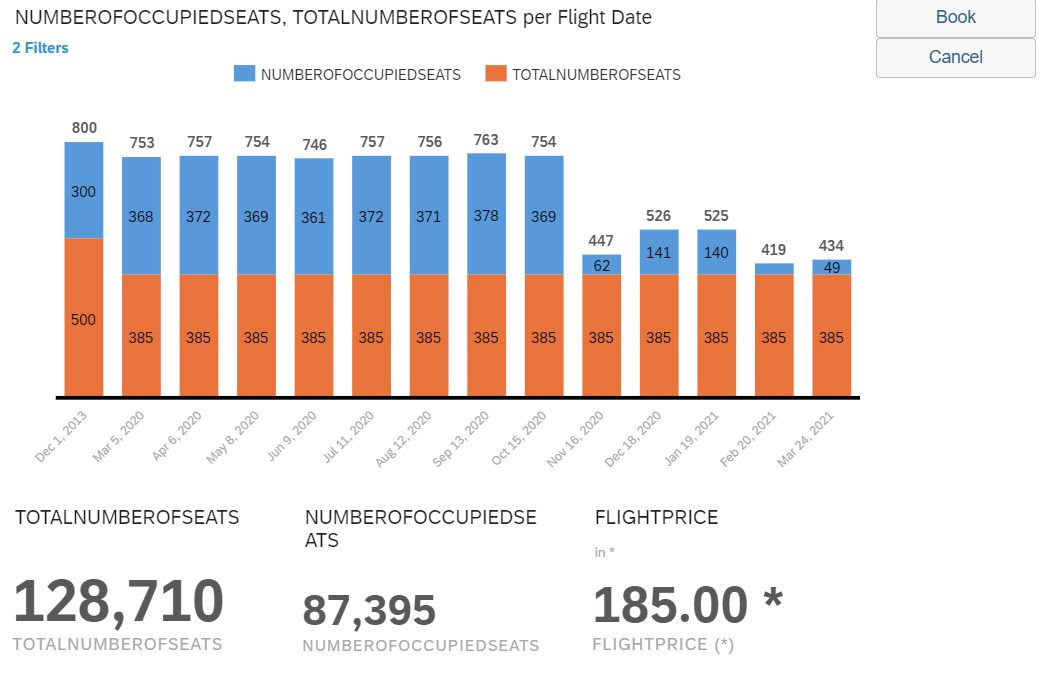 NUMBEROFOCCUPIEDSEATS, TOTALNUMBEROFSEATS per Flight Date
Book
2 Filters
Cancel
NUMBEROFOCCUPIEDSEATS TOTALNUMBEROFSEATS
800 753 757 754 746 757 756 763 754 447 526 525 419 434
300 368 372 369 361 372 371 378 369 62 141 140 49
500 385 385 385 385 385 385 385 385 385 385 385 385 385
Dec 1, 2013 Mar 5, 2020 Apr 6, 2020 May 8, 2020 Jun 9, 2020 Jul 11, 2020 Aug 12, 2020 Sep 13, 2020 Oct 15, 2020 Nov 16, 2020 Dec 18, 2020 Jan 19, 2021 Feb 20, 2021 Mar 24, 2021
TOTALNUMBEROFSEATS
128,710
TOTALNUMBEROFSEATS
NUMBEROFOCCUPIEDSE
ATS
87,395
NUMBEROFOCCUPIEDSEATS
FLIGHTPRICE
in *
185.00 *
FLIGHTPRICE (*)